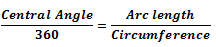 Central Angle / 360 = Arc length / Circumference